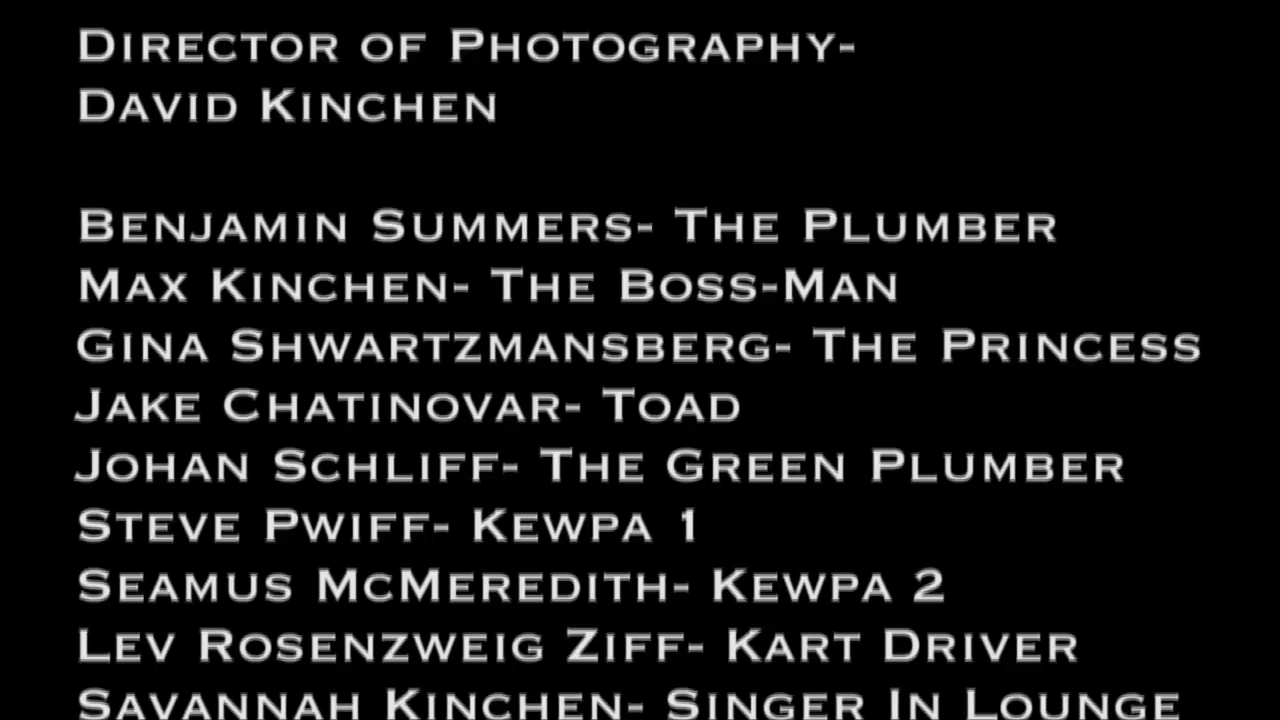 Director of Photography-
David Kinchen
Benjamin Summers- The Plumber
Max Kinchen- The Boss-Man
Gina Shwartzmansberg- The Princess
Jake Chatinovar- Toad
Johan Schliff- The Green Plumber
Steve Pwiff- Kewpa 1
Seamus McMeredith- Kewpa 2
Lev Rosenzweig Ziff- Kart Driver
Savannah Kinchen- Singer In Lounge